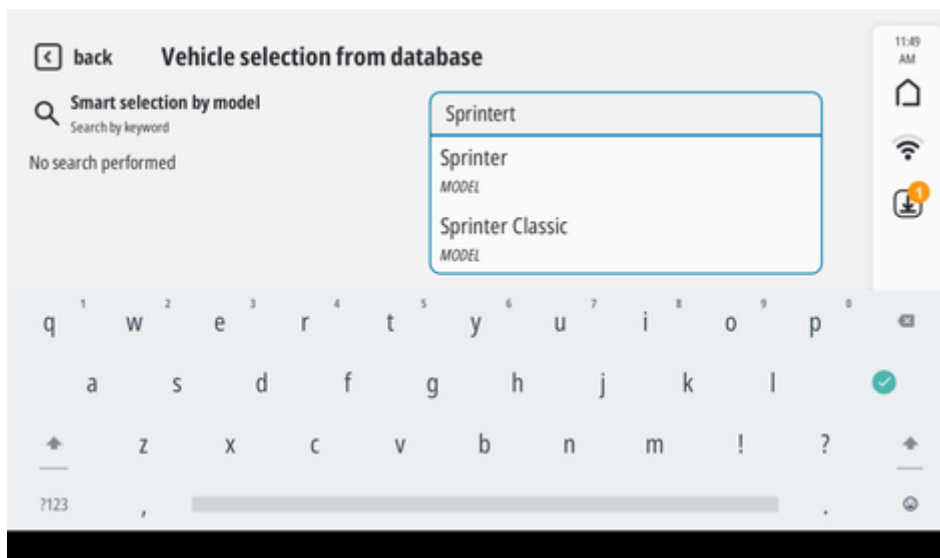 back
Vehicle selection from database
Smart selection by model
Search by keyword
No search performed
Sprintert
Sprinter
MODEL
Sprinter Classic
MODEL
11:49
AM
1
1 2 3 4 5 6 7 8 9 0
q w e r t y u i o p
a s d f g h j k l
z x c v b n m ! ?
?123 , .